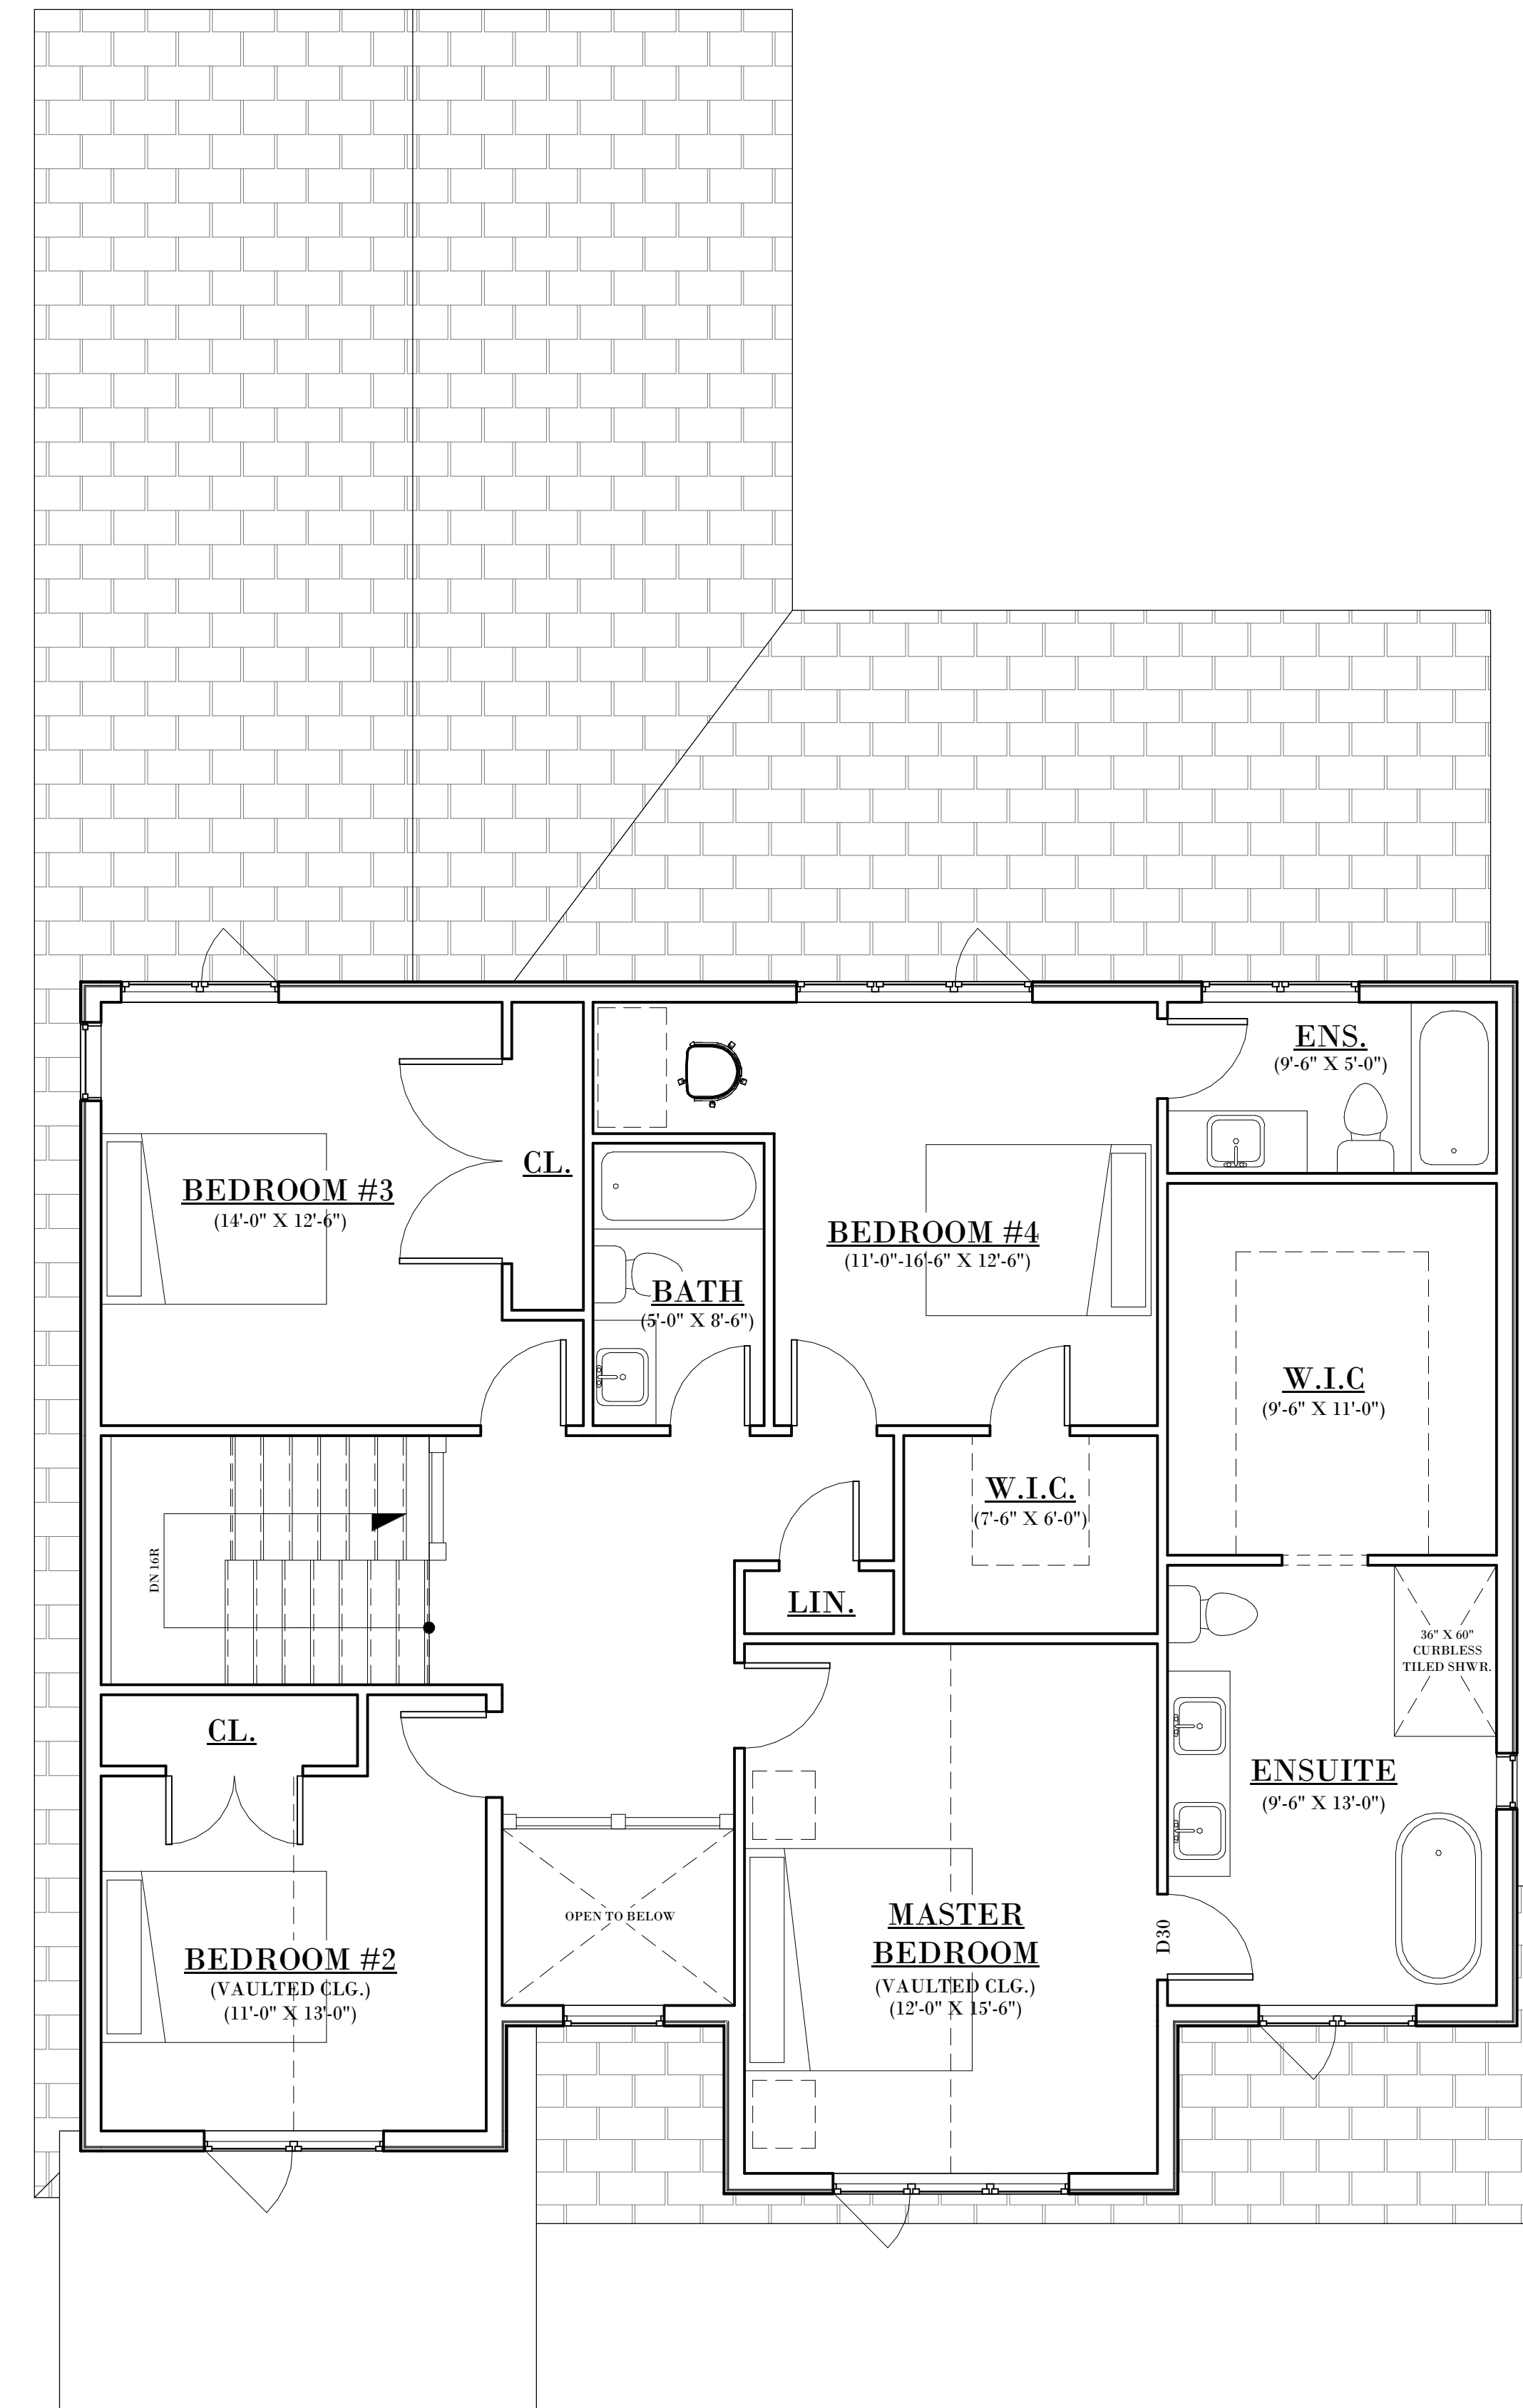 ENS.
(9'-6" X 5'-0")
CL.
BEDROOM #3
(14'-0" X 12'-6")
BEDROOM #4
(11'-0"-16'-6" X 12'-6")
BATH
(5'-0" X 8'-6")
W.I.C
(9'-6" X 11'-0")
W.I.C.
(7'-6" X 6'-0")
DN 16R
LIN.
36" X 60"
CURBLESS
TILED SHWR.
CL.
ENSUITE
(9'-6" X 13'-0")
OPEN TO BELOW
MASTER
BEDROOM
(VAULTED CLG.)
(12'-0" X 15'-6")
D30
BEDROOM #2
(VAULTED CLG.)
(11'-0" X 13'-0")